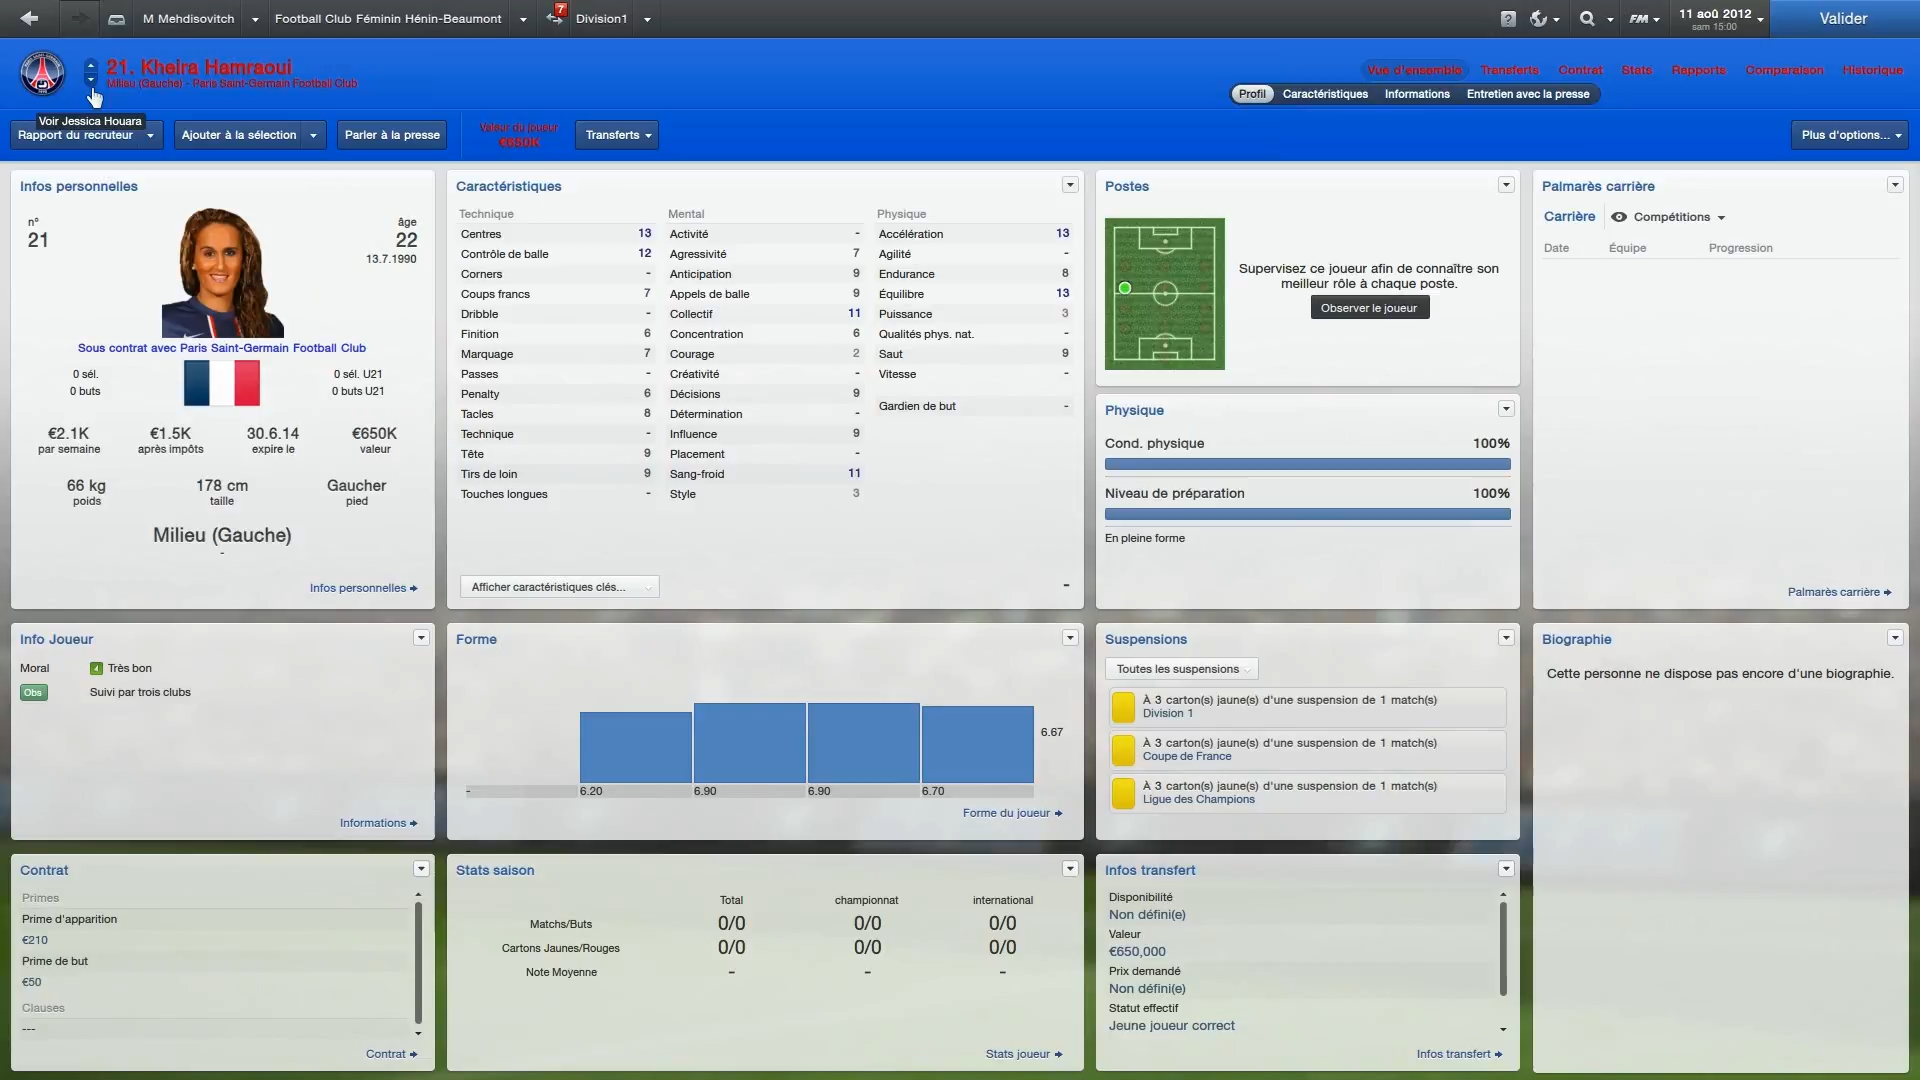 M Mehdisovitch
Football Club Féminin Hénin-Beaumont
7
Division1
?
FM
11 aoû 2012
sam 15:00
Valider
21. Kheira Hamraoui
Milieu (Gauche) - Paris Saint-Germain Football Club
Vue d'ensemble Transferts Contrat Stats Rapports Comparaison Historique
Profil Caractéristiques Informations Entretien avec la presse
Voir Jessica Houara
Rapport du recruteur
Ajouter à la sélection
Parler à la presse
Valeur du joueur
€650K
Transferts
Plus d'options...
Infos personnelles
n°
21
âge
22
13.7.1990
Sous contrat avec Paris Saint-Germain Football Club
0 sél.
0 buts
0 sél. U21
0 buts U21
€2.1K
par semaine
€1.5K
après impôts
30.6.14
expire le
€650K
valeur
66 kg
poids
178 cm
taille
Gaucher
pied
Milieu (Gauche)
-
Infos personnelles
Caractéristiques
Technique
Centres 13
Contrôle de balle 12
Corners -
Coups francs 7
Dribble -
Finition 6
Marquage 7
Passes -
Penalty 6
Tacles 8
Technique -
Tête 9
Tirs de loin 9
Touches longues -
Mental
Activité -
Agressivité 7
Anticipation 9
Appels de balle 9
Collectif 11
Concentration 6
Courage 2
Créativité -
Décisions 9
Détermination -
Influence 9
Placement -
Sang-froid 11
Style 3
Physique
Accélération 13
Agilité -
Endurance 8
Équilibre 13
Puissance 3
Qualités phys. nat. -
Saut 9
Vitesse -
Gardien de but -
Afficher caractéristiques clés...
-
Postes
Supervisez ce joueur afin de connaître son
meilleur rôle à chaque poste.
Observer le joueur
Physique
Cond. physique 100%
Niveau de préparation 100%
En pleine forme
Palmarès carrière
Carrière
Compétitions
Date Équipe Progression
Palmarès carrière
Info Joueur
Moral Très bon
Obs Suivi par trois clubs
Informations
Forme
6.67
- 6.20 6.90 6.90 6.70
Forme du joueur
Suspensions
Toutes les suspensions
À 3 carton(s) jaune(s) d'une suspension de 1 match(s)
Division 1
À 3 carton(s) jaune(s) d'une suspension de 1 match(s)
Coupe de France
À 3 carton(s) jaune(s) d'une suspension de 1 match(s)
Ligue des Champions
Biographie
Cette personne ne dispose pas encore d'une biographie.
Contrat
Primes
Prime d'apparition
€210
Prime de but
€50
Clauses
---
Contrat
Stats saison
Total championnat international
Matchs/Buts 0/0 0/0 0/0
Cartons Jaunes/Rouges 0/0 0/0 0/0
Note Moyenne - - -
Stats joueur
Infos transfert
Disponibilité
Non défini(e)
Valeur
€650,000
Prix demandé
Non défini(e)
Statut effectif
Jeune joueur correct
Infos transfert